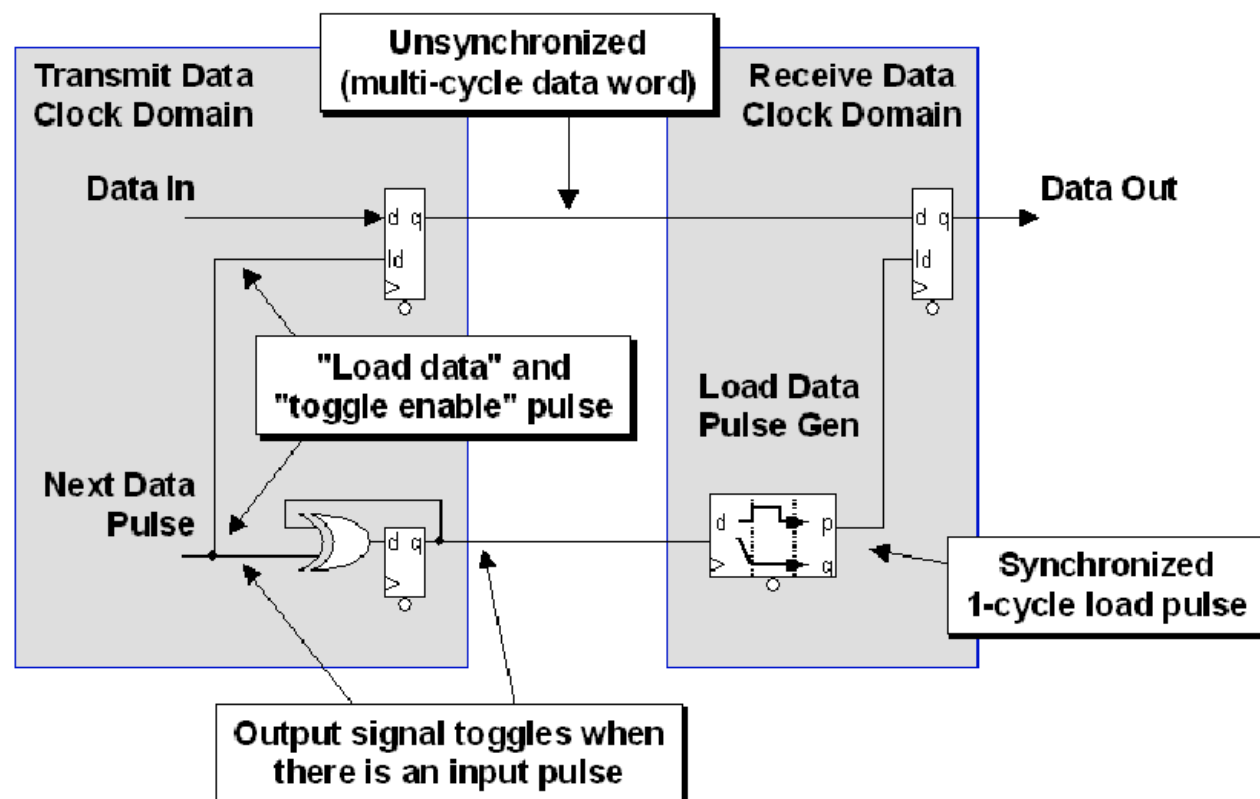 Unsynchronized
(multi-cycle data word)
Transmit Data
Clock Domain
Receive Data
Clock Domain
Data In
Data Out
d q
ld
d q
ld
"Load data" and
"toggle enable" pulse
Load Data
Pulse Gen
Next Data
Pulse
d q
d
p
q
Synchronized
1-cycle load pulse
Output signal toggles when
there is an input pulse